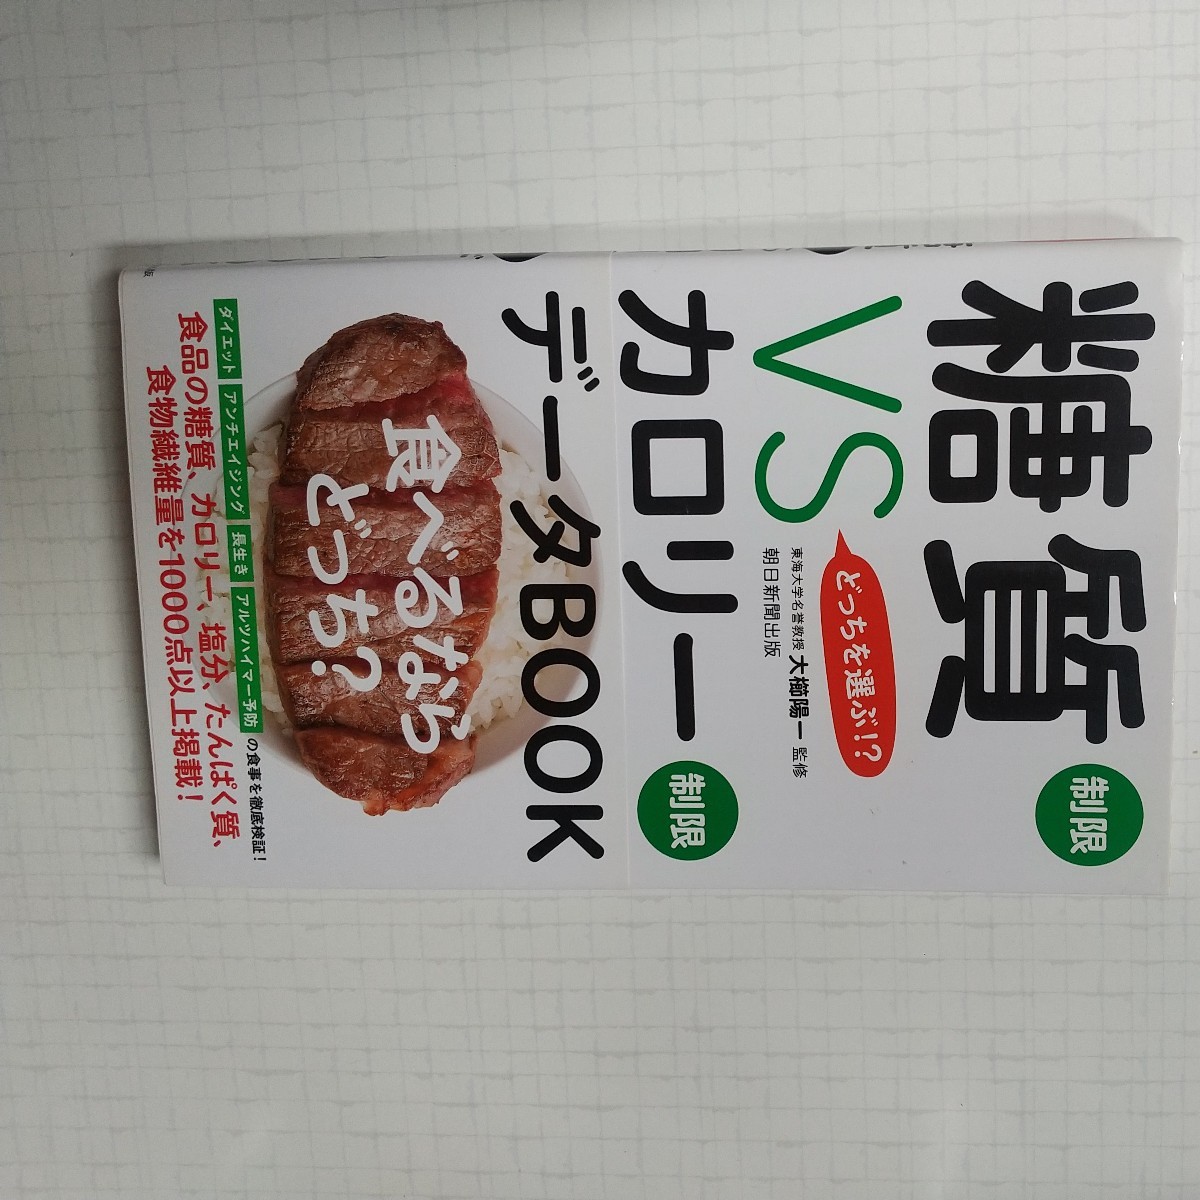 糖質制限
VS
どっちを選ぶ!?
東海大学名誉教授 大櫛陽一 監修
朝日新聞出版
カロリー制限
データBOOK
食べるなら
どっち?
ダイエット アンチエイジング 長生き アルツハイマー予防 の食事を徹底検証!
食品の糖質、カロリー、塩分、たんぱく質、
食物繊維量を1000点以上掲載!